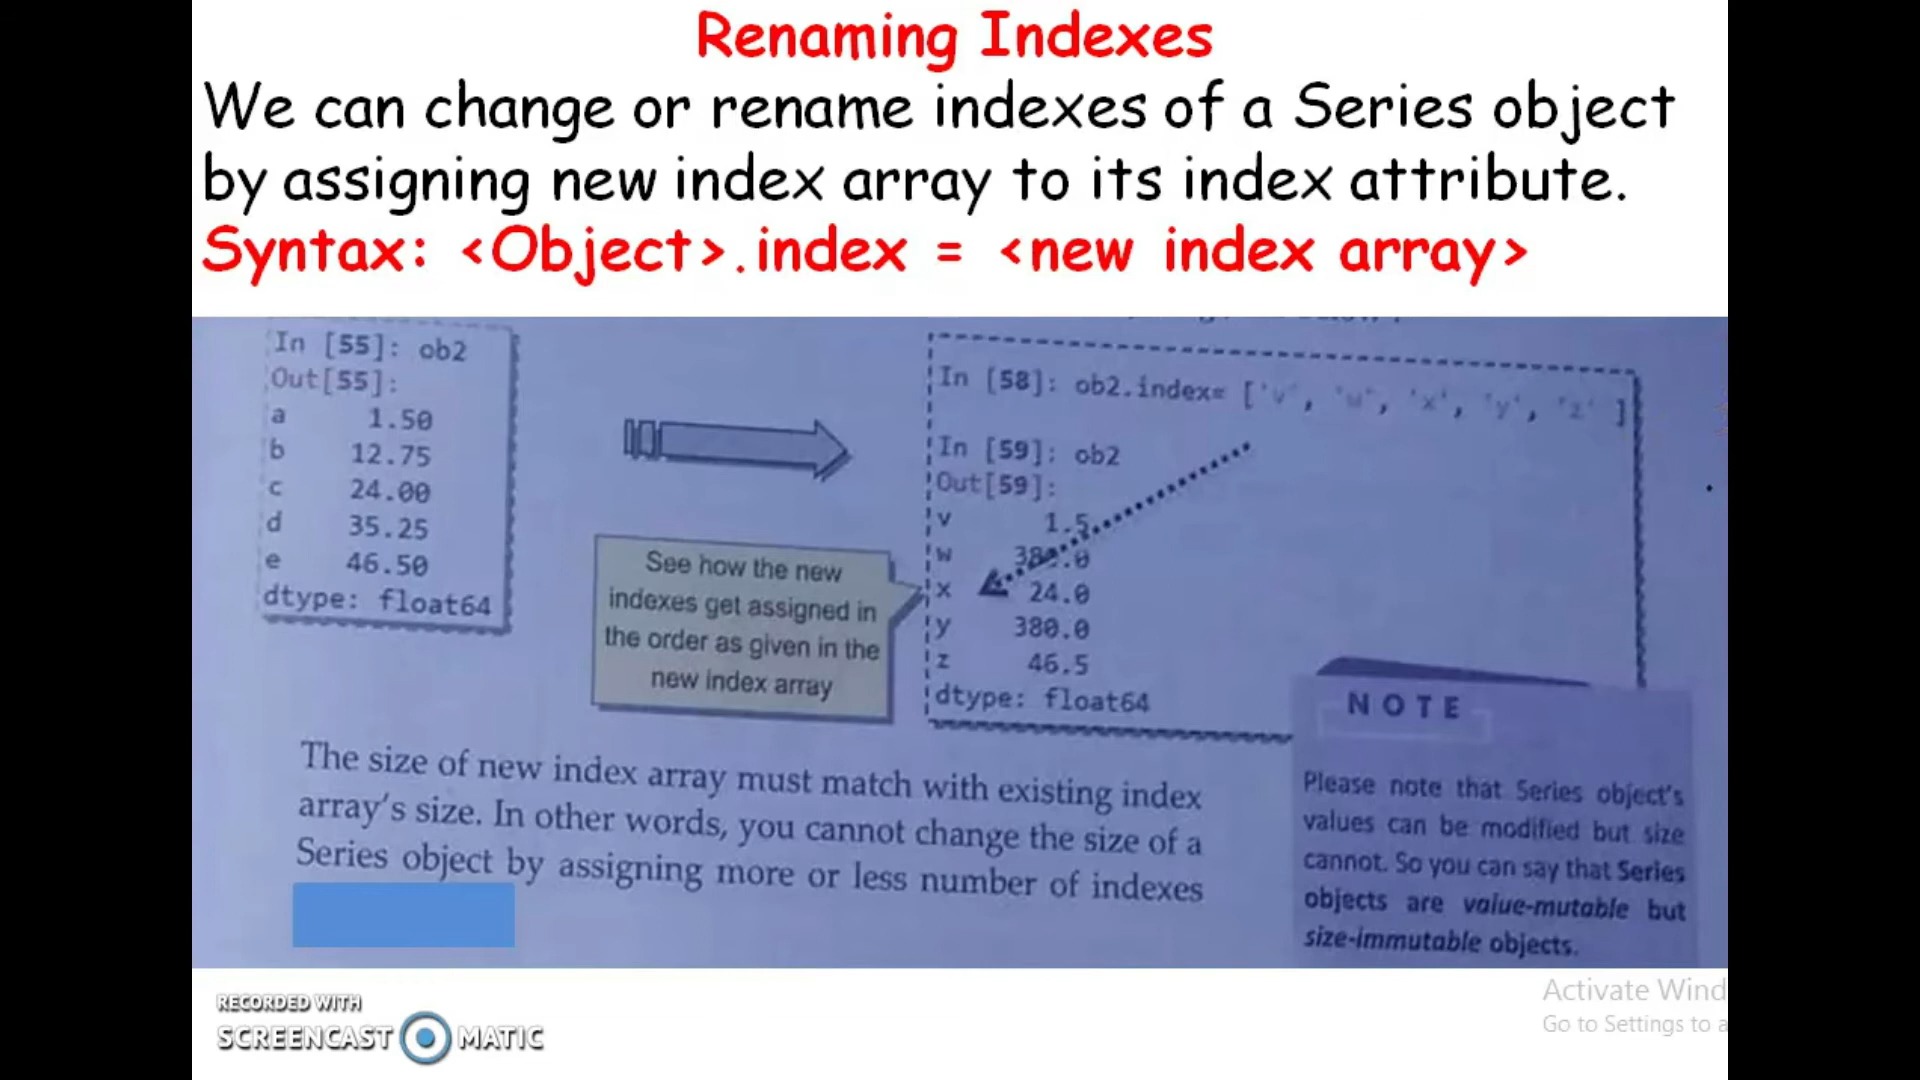 Renaming Indexes
We can change or rename indexes of a Series object
by assigning new index array to its index attribute.
Syntax: <Object>.index = <new index array>
In [55]: ob2
Out[55]:
a 1.50
b 12.75
c 24.00
d 35.25
e 46.50
dtype: float64
See how the new
indexes get assigned in
the order as given in the
new index array
In [58]: ob2.index= ['v', 'w', 'x', 'y', 'z' ]
In [59]: ob2
Out[59]:
v 1.5
w 380.0
x 24.0
y 380.0
z 46.5
dtype: float64
The size of new index array must match with existing index
array's size. In other words, you cannot change the size of a
Series object by assigning more or less number of indexes
NOTE
Please note that Series object's
values can be modified but size
cannot. So you can say that Series
objects are value-mutable but
size-immutable objects.
RECORDED WITH
SCREENCAST MATIC
Activate Wind
Go to Settings to a